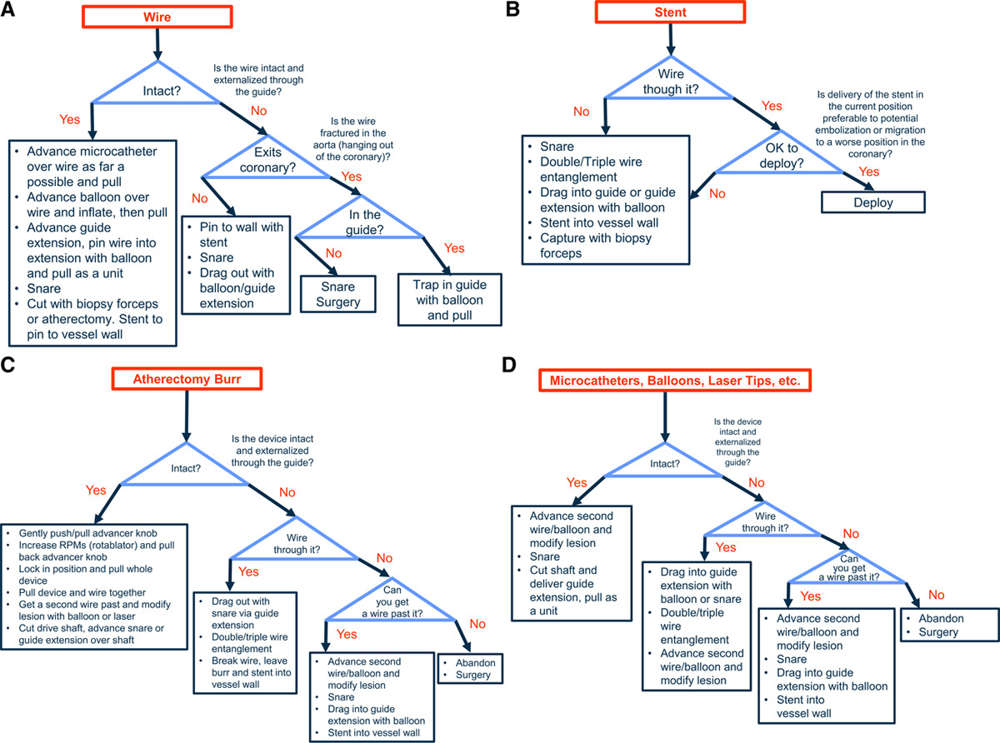 A
Wire
Intact?
Is the wire intact and
externalized through
the guide?
Yes
No
• Advance microcatheter
over wire as far a
possible and pull
• Advance balloon over
wire and inflate, then pull
• Advance guide
extension, pin wire into
extension with balloon
and pull as a unit
• Snare
• Cut with biopsy forceps
or atherectomy. Stent to
pin to vessel wall
Exits
coronary?
Is the wire
fractured in the
aorta (hanging out
of the coronary)?
No
Yes
• Pin to wall with
stent
• Snare
• Drag out with
balloon/guide
extension
In the
guide?
No
Yes
Snare
Surgery
Trap in guide
with balloon
and pull
B
Stent
Wire
though it?
No
Yes
Is delivery of the stent in
the current position
preferable to potential
embolization or migration
to a worse position in the
coronary?
• Snare
• Double/Triple wire
entanglement
• Drag into guide or guide
extension with balloon
• Stent into vessel wall
• Capture with biopsy
forceps
OK to
deploy?
No
Yes
Deploy
C
Atherectomy Burr
Intact?
Is the device intact
and externalized
through the guide?
Yes
No
• Gently push/pull advancer knob
• Increase RPMs (rotablator) and pull
back advancer knob
• Lock in position and pull whole
device
• Pull device and wire together
• Get a second wire past and modify
lesion with balloon or laser
• Cut drive shaft, advance snare or
guide extension over shaft
Wire
through it?
Yes
No
• Drag out with
snare via guide
extension
• Double/triple wire
entanglement
• Break wire, leave
burr and stent into
vessel wall
Can
you get
a wire past it?
Yes
No
• Advance second
wire/balloon and
modify lesion
• Snare
• Drag into guide
extension with balloon
• Stent into vessel wall
• Abandon
• Surgery
D
Microcatheters, Balloons, Laser Tips, etc.
Intact?
Is the device
intact and
externalized
through the
guide?
Yes
No
• Advance second
wire/balloon and
modify lesion
• Snare
• Cut shaft and
deliver guide
extension, pull as
a unit
Wire
through it?
Yes
No
• Drag into guide
extension with
balloon or snare
• Double/triple
wire
entanglement
• Advance second
wire/balloon and
modify lesion
Can
you get
a wire past it?
Yes
No
• Advance second
wire/balloon and
modify lesion
• Snare
• Drag into guide
extension with balloon
• Stent into
vessel wall
• Abandon
• Surgery